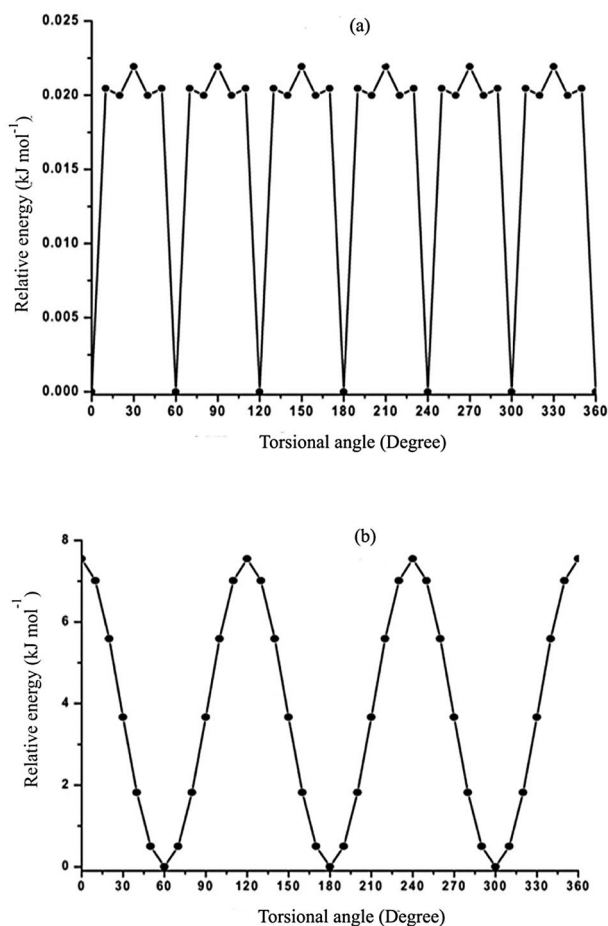 (a)
0.025
0.020
0.015
0.010
0.005
0.000
Relative energy (kJ mol⁻¹)
0 30 60 90 120 150 180 210 240 270 300 330 360
Torsional angle (Degree)
(b)
8
6
4
2
0
Relative energy (kJ mol⁻¹)
0 30 60 90 120 150 180 210 240 270 300 330 360
Torsional angle (Degree)